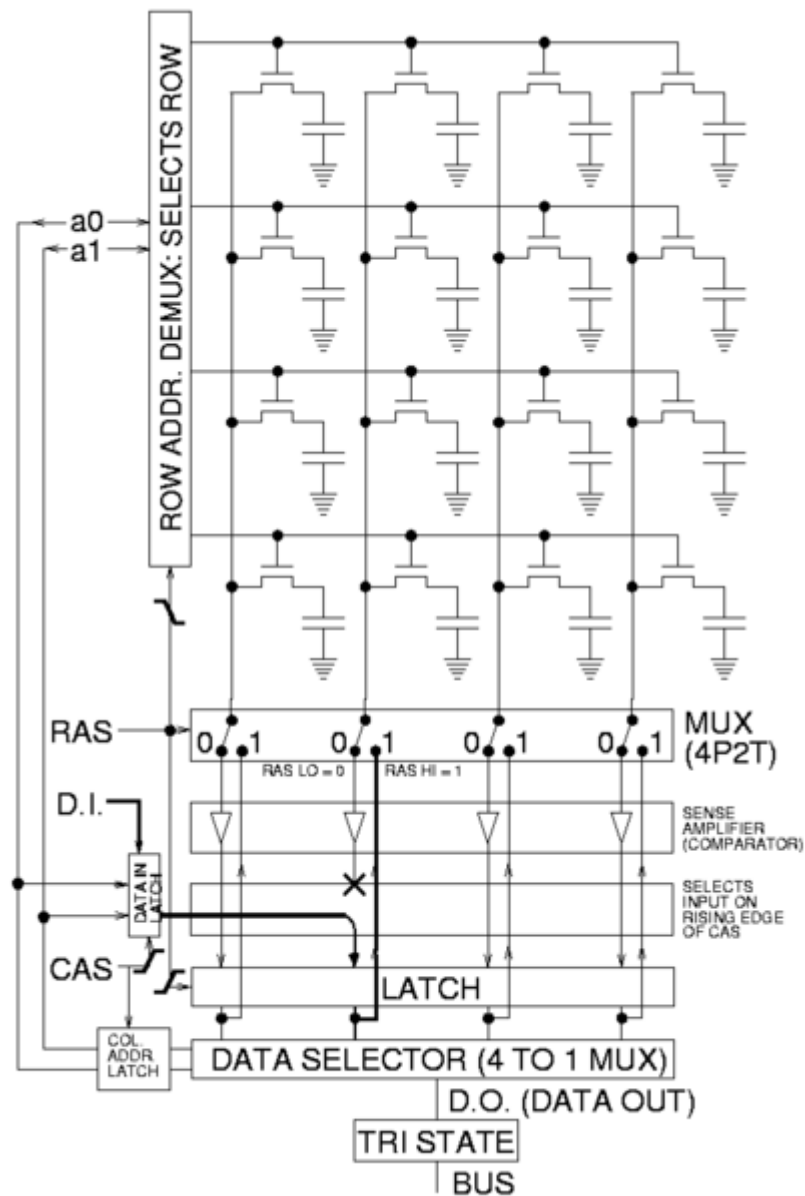 ROW ADDR. DEMUX: SELECTS ROW
a0
a1
RAS
0 1 0 1 0 1 0 1
MUX
(4P2T)
RAS LO = 0
RAS HI = 1
D.I.
SENSE
AMPLIFIER
(COMPARATOR)
DATA IN
LATCH
SELECTS
INPUT ON
RISING EDGE
OF CAS
CAS
LATCH
COL.
ADDR.
LATCH
DATA SELECTOR (4 TO 1 MUX)
D.O. (DATA OUT)
TRI STATE
BUS